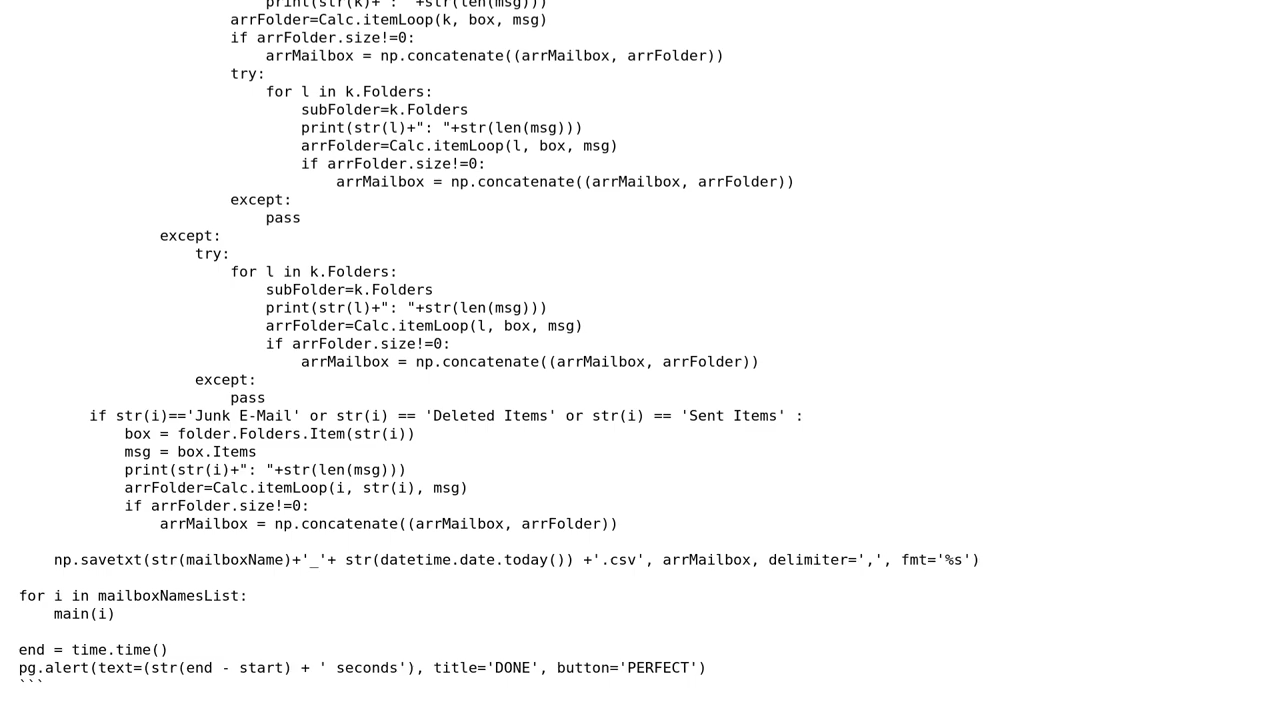 print(str(k)+": "+str(len(msg)))
                        arrFolder=Calc.itemLoop(k, box, msg)
                        if arrFolder.size!=0:
                            arrMailbox = np.concatenate((arrMailbox, arrFolder))
                        try:
                            for l in k.Folders:
                                subFolder=k.Folders
                                print(str(l)+": "+str(len(msg)))
                                arrFolder=Calc.itemLoop(l, box, msg)
                                if arrFolder.size!=0:
                                    arrMailbox = np.concatenate((arrMailbox, arrFolder))
                        except:
                            pass
                except:
                    try:
                        for l in k.Folders:
                            subFolder=k.Folders
                            print(str(l)+": "+str(len(msg)))
                            arrFolder=Calc.itemLoop(l, box, msg)
                            if arrFolder.size!=0:
                                arrMailbox = np.concatenate((arrMailbox, arrFolder))
                    except:
                        pass
        if str(i)=='Junk E-Mail' or str(i) == 'Deleted Items' or str(i) == 'Sent Items' :
            box = folder.Folders.Item(str(i))
            msg = box.Items
            print(str(i)+": "+str(len(msg)))
            arrFolder=Calc.itemLoop(i, str(i), msg)
            if arrFolder.size!=0:
                arrMailbox = np.concatenate((arrMailbox, arrFolder))

    np.savetxt(str(mailboxName)+'_'+ str(datetime.date.today()) +'.csv', arrMailbox, delimiter=',', fmt='%s')

for i in mailboxNamesList:
    main(i)

end = time.time()
pg.alert(text=(str(end - start) + ' seconds'), title='DONE', button='PERFECT')
```